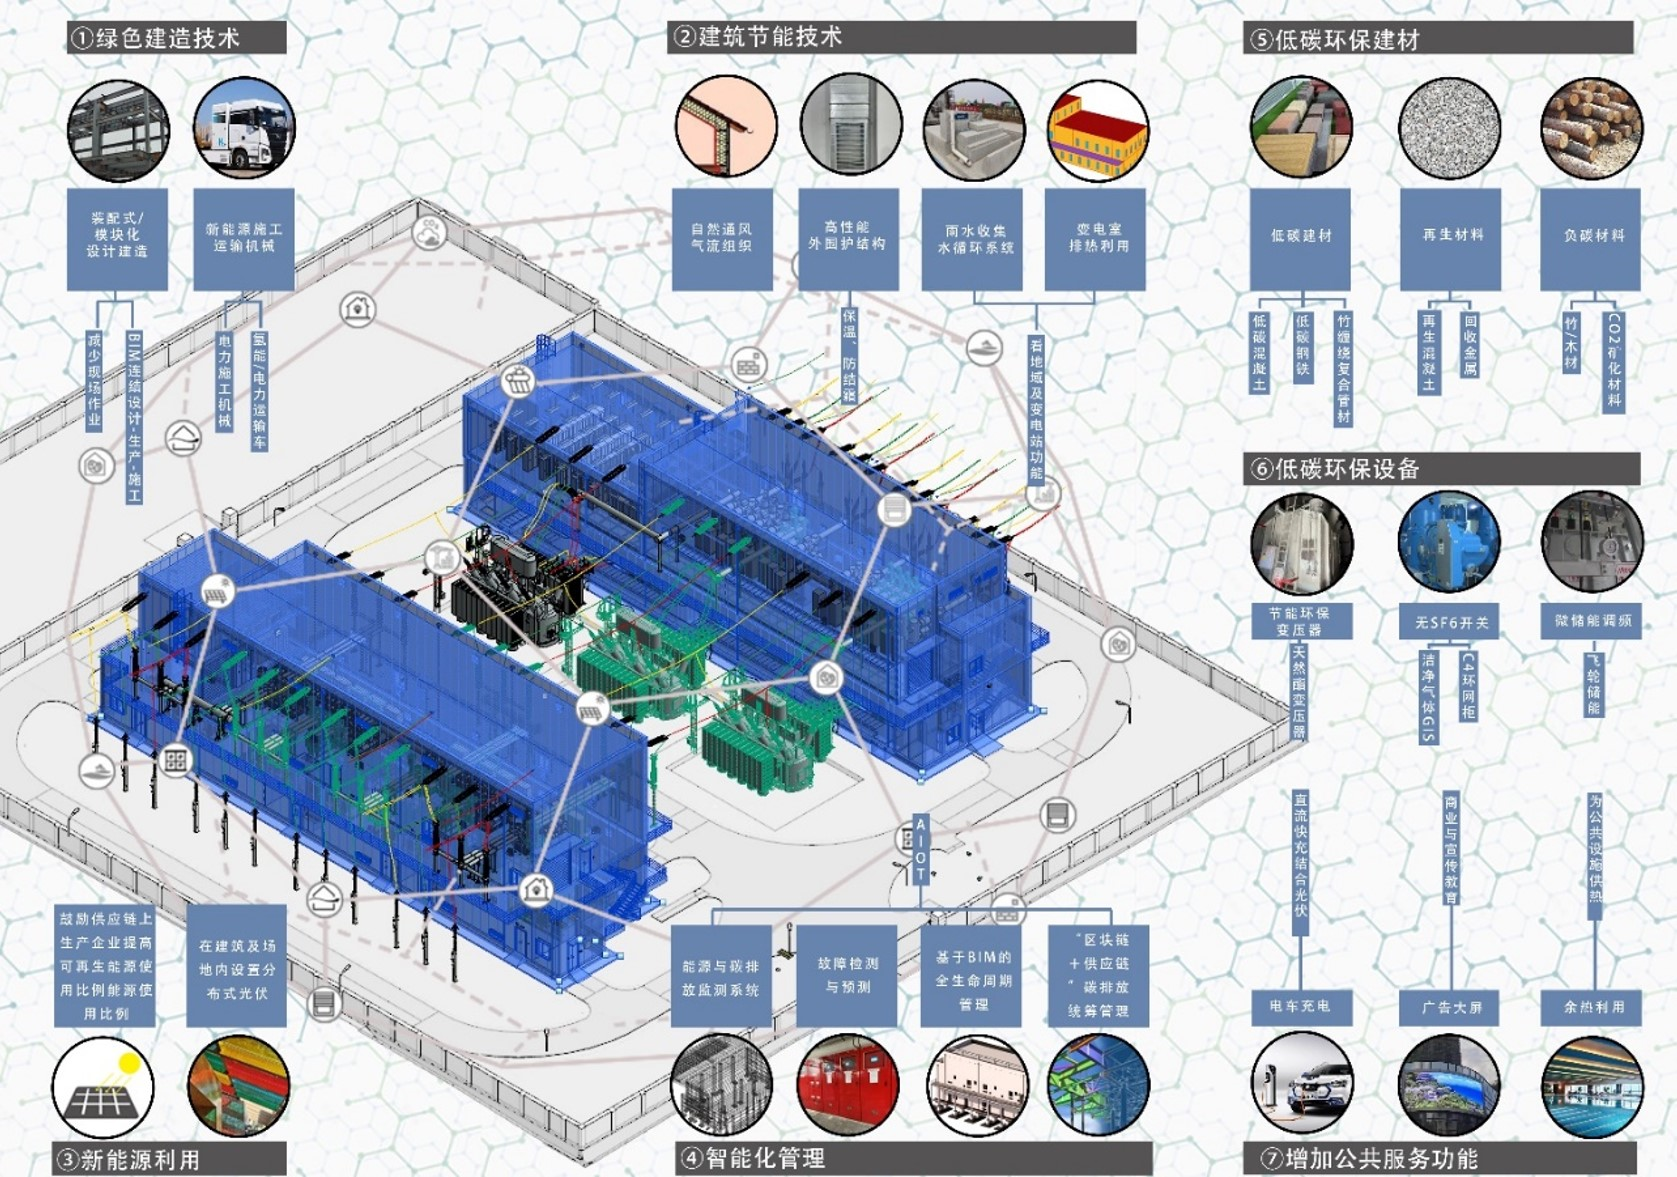 ①绿色建造技术
装配式/
模块化
设计建造
新能源施工
运输机械
减少现场作业
BIM连结设计-生产-施工
电力施工机械
氢能/电力运输车
②建筑节能技术
自然通风
气流组织
高性能
外围护结构
雨水收集
水循环系统
变电室
排热利用
保温、防结霜
看地域及变电站功能
⑤低碳环保建材
低碳建材
再生材料
负碳材料
低碳混凝土
低碳钢铁
竹缠绕复合管材
再生混凝土
回收金属
竹/木材
CO2矿化材料
⑥低碳环保设备
节能环保
变压器
无SF6开关
微储能调频
天然酯变压器
洁净气体GIS
C4环网柜
飞轮储能
鼓励供应链上
生产企业提高
可再生能源使
用比例能源使
用比例
在建筑及场
地内设置分
布式光伏
③新能源利用
AIOT
能源与碳排
放监测系统
故障检测
与预测
基于BIM的
全生命周期
管理
“区块链
+供应链
”碳排放
统筹管理
④智能化管理
直流快充结合光伏
商业与宣传教育
为公共设施供热
电车充电
广告大屏
余热利用
⑦增加公共服务功能